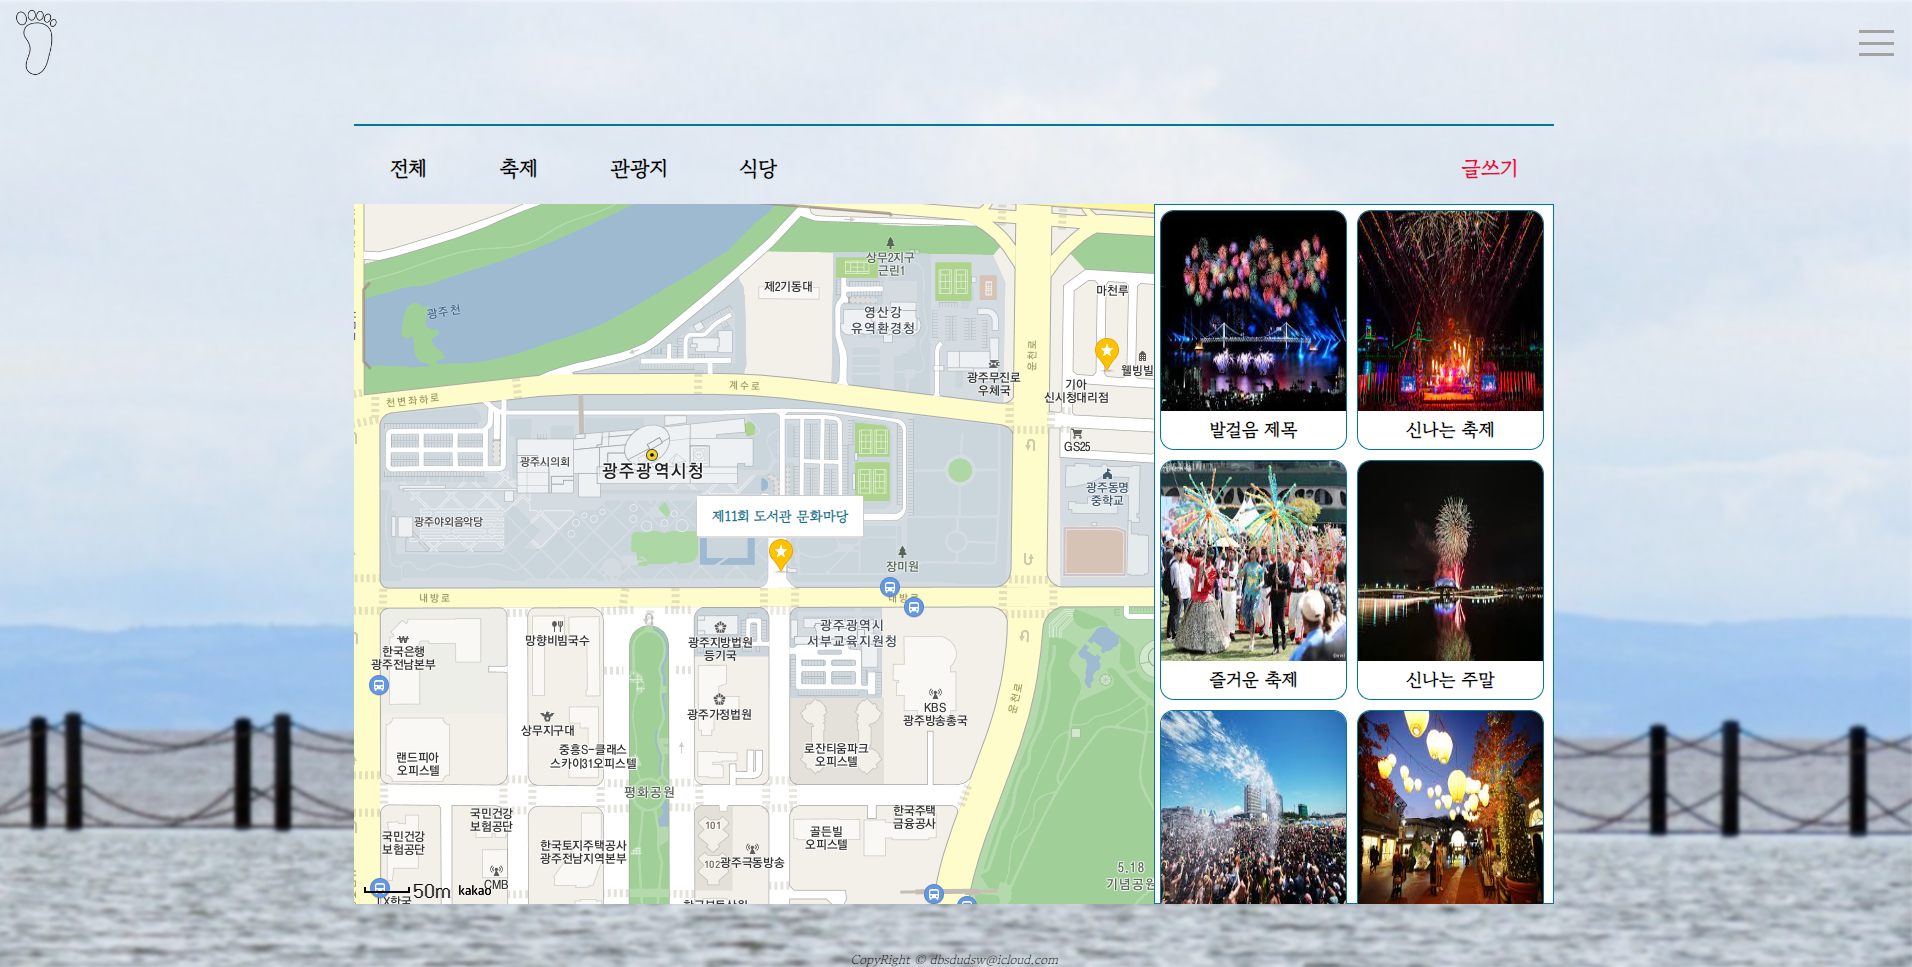 전체
축제
관광지
식당
글쓰기
상무2지구
근린1
제2기동대
마천루
광주천
영산강
유역환경청
운천로
광주무진로
우체국
웰빙빌
기아
신시청대리점
계수로
천변좌하로
발걸음 제목
신나는 축제
GS25
광주시의회
광주광역시청
광주동명
중학교
제11회 도서관 문화마당
광주야외음악당
장미원
내방로
내방로
망향비빔국수
광주지방법원
등기국
광주광역시
서부교육지원청
한국은행
광주전남본부
즐거운 축제
신나는 주말
운천로
KBS
광주방송총국
광주가정법원
상무지구대
중흥S-클래스
스카이31오피스텔
로잔티움파크
오피스텔
랜드피아
오피스텔
평화공원
국민건강
보험공단
한국주택
금융공사
101
골든빌
오피스텔
국민건강
보험공단
한국토지주택공사
광주전남지역본부
102
광주극동방송
5.18
기념공원
CMB
50m
kakao
CopyRight © dbsdudsw@icloud.com